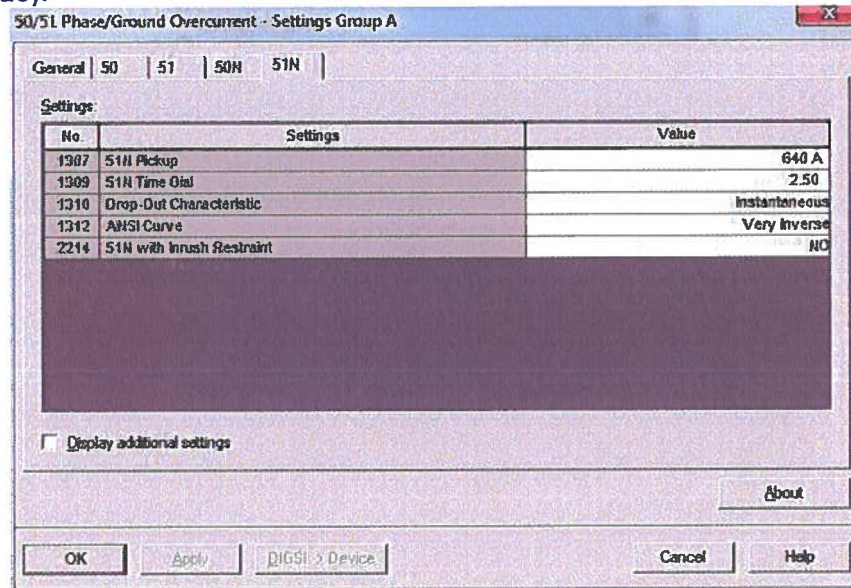 50/51 Phase/Ground Overcurrent - Settings Group A
General 50 51 50N 51N
Settings:
No. Settings Value
1307 51N Pickup 640 A
1309 51N Time Dial 2.50
1310 Drop-Out Characteristic Instantaneous
1312 ANSI Curve Very Inverse
2214 51N with Inrush Restraint NO
Display additional settings
About
OK Apply DIGSI > Device Cancel Help